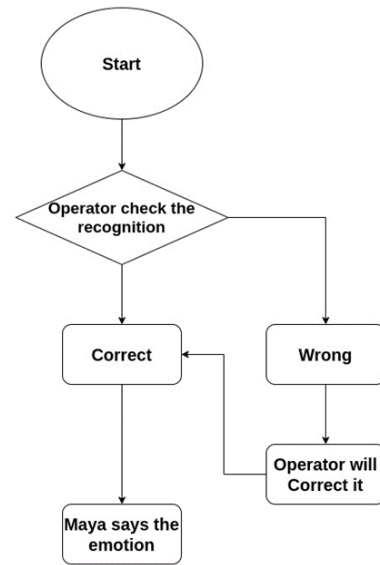 Start
Operator check the
recognition
Correct
Wrong
Operator will
Correct it
Maya says the
emotion